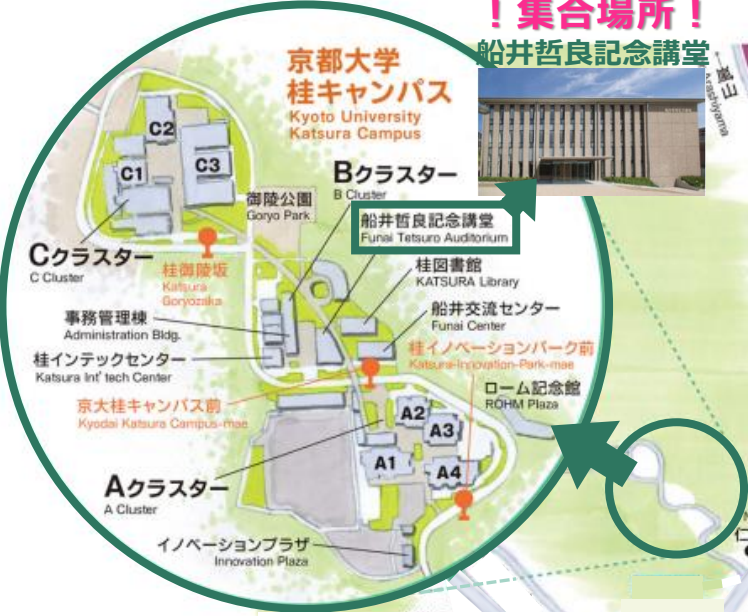 ！集合場所！
船井哲良記念講堂
京都大学
桂キャンパス
Kyoto University
Katsura Campus
嵐山
Arashiyama
C2
C1
C3
Bクラスター
B Cluster
御陵公園
Goryo Park
船井哲良記念講堂
Funai Tetsuro Auditorium
Cクラスター
C Cluster
桂御陵坂
Katsura
Goryozaka
桂図書館
KATSURA Library
事務管理棟
Administration Bldg.
船井交流センター
Funai Center
桂インテックセンター
Katsura Int' tech Center
桂イノベーションパーク前
Katsura-Innovation-Park-mae
京大桂キャンパス前
Kyodai Katsura Campus-mae
ローム記念館
ROHM Plaza
A2
A3
A1
A4
Aクラスター
A Cluster
イノベーションプラザ
Innovation Plaza
仁